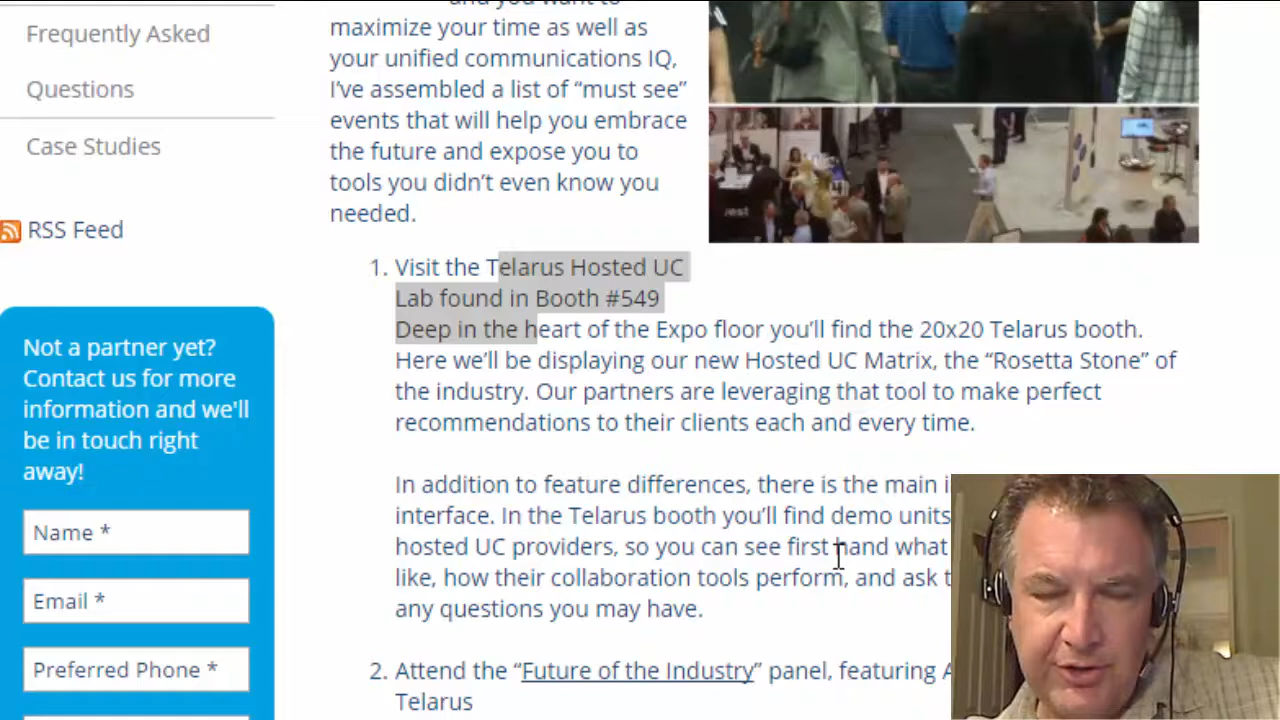 Frequently Asked
Questions
Case Studies
RSS Feed
Not a partner yet?
Contact us for more
information and we'll
be in touch right
away!
Name *
Email *
Preferred Phone *
and you want to
maximize your time as well as
your unified communications IQ,
I’ve assembled a list of “must see”
events that will help you embrace
the future and expose you to
tools you didn’t even know you
needed.
1. Visit the Telarus Hosted UC
Lab found in Booth #549
Deep in the heart of the Expo floor you’ll find the 20x20 Telarus booth.
Here we’ll be displaying our new Hosted UC Matrix, the “Rosetta Stone” of
the industry. Our partners are leveraging that tool to make perfect
recommendations to their clients each and every time.
In addition to feature differences, there is the main
interface. In the Telarus booth you’ll find demo units
hosted UC providers, so you can see first hand what
like, how their collaboration tools perform, and ask
any questions you may have.
2. Attend the “Future of the Industry” panel, featuring
Telarus